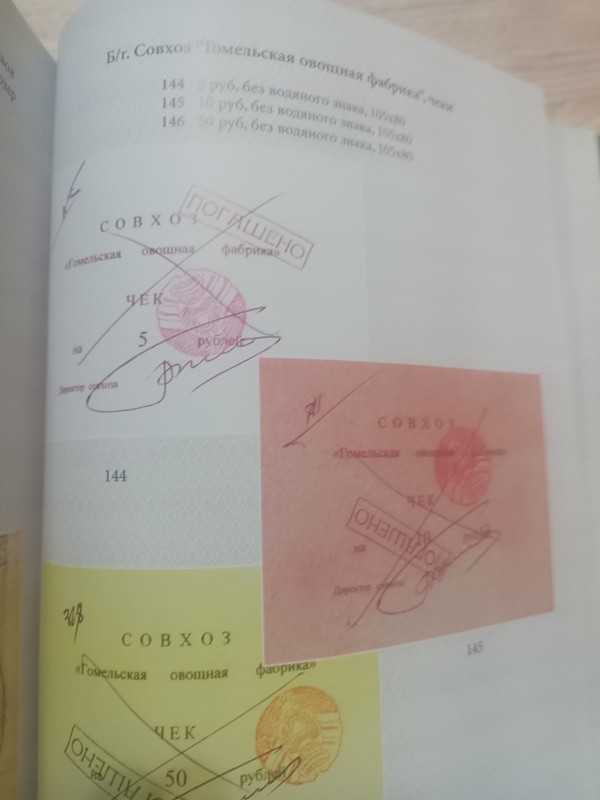 Б/г. Совхоз "Гомельская овощная фабрика", чеки
144 5 руб, без водяного знака, 105х80
145 10 руб, без водяного знака, 105х80
146 50 руб, без водяного знака, 105х80
СОВХОЗ
ПОГАШЕНО
«Гомельская овощная фабрика»
ЧЕК
на 5 рублей
Директор совхоза
144
СОВХОЗ
«Гомельская овощная фабрика»
ЧЕК
на 10
ПОГАШЕНО
Директор совхоза
145
СОВХОЗ
«Гомельская овощная фабрика»
ЧЕК
ПОГАШЕНО
на 50 рублей